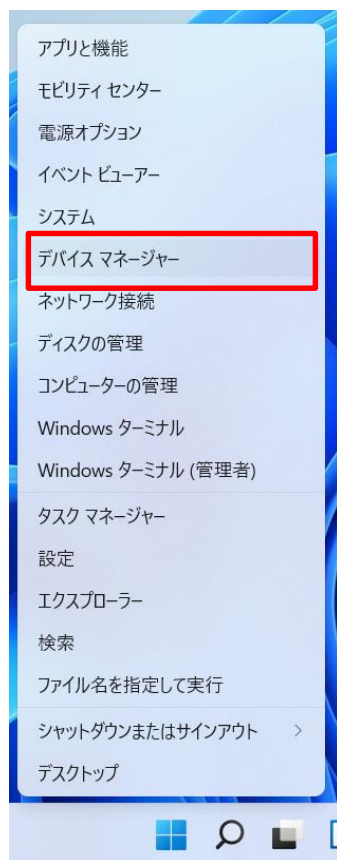 アプリと機能
モビリティ センター
電源オプション
イベント ビューアー
システム
デバイス マネージャー
ネットワーク接続
ディスクの管理
コンピューターの管理
Windows ターミナル
Windows ターミナル (管理者)
タスク マネージャー
設定
エクスプローラー
検索
ファイル名を指定して実行
シャットダウンまたはサインアウト
デスクトップ